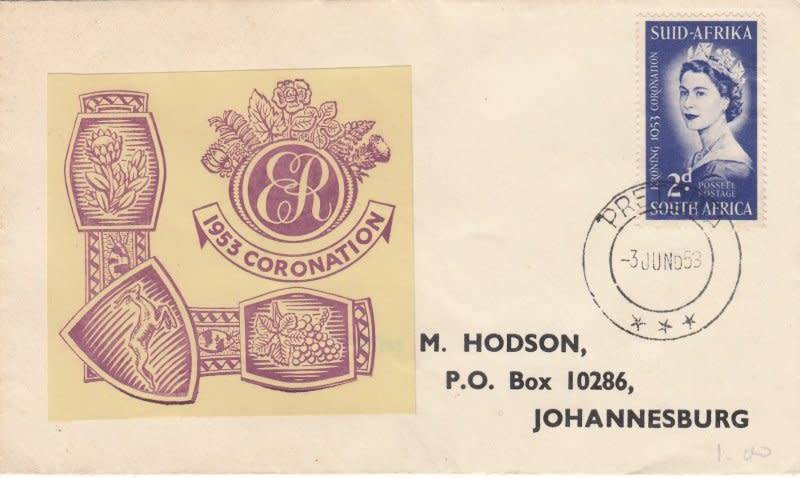 ER
1953 CORONATION
SUID-AFRIKA
KRONING 1953 CORONATION
2d
POSSEEL
POSTAGE
SOUTH AFRICA
-3 JUN 53
M. HODSON,
P.O. Box 10286,
JOHANNESBURG
1.00